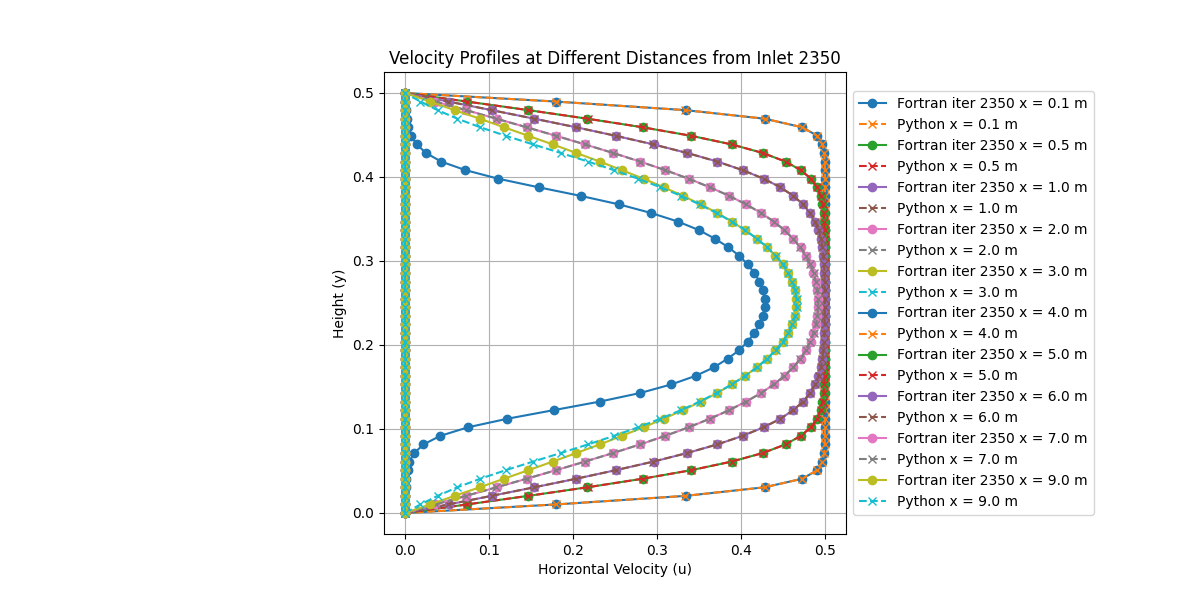 Velocity Profiles at Different Distances from Inlet 2350
0.5
0.4
0.3
0.2
0.1
0.0
Height (y)
0.0 0.1 0.2 0.3 0.4 0.5
Horizontal Velocity (u)
Fortran iter 2350 x = 0.1 m
Python x = 0.1 m
Fortran iter 2350 x = 0.5 m
Python x = 0.5 m
Fortran iter 2350 x = 1.0 m
Python x = 1.0 m
Fortran iter 2350 x = 2.0 m
Python x = 2.0 m
Fortran iter 2350 x = 3.0 m
Python x = 3.0 m
Fortran iter 2350 x = 4.0 m
Python x = 4.0 m
Fortran iter 2350 x = 5.0 m
Python x = 5.0 m
Fortran iter 2350 x = 6.0 m
Python x = 6.0 m
Fortran iter 2350 x = 7.0 m
Python x = 7.0 m
Fortran iter 2350 x = 9.0 m
Python x = 9.0 m